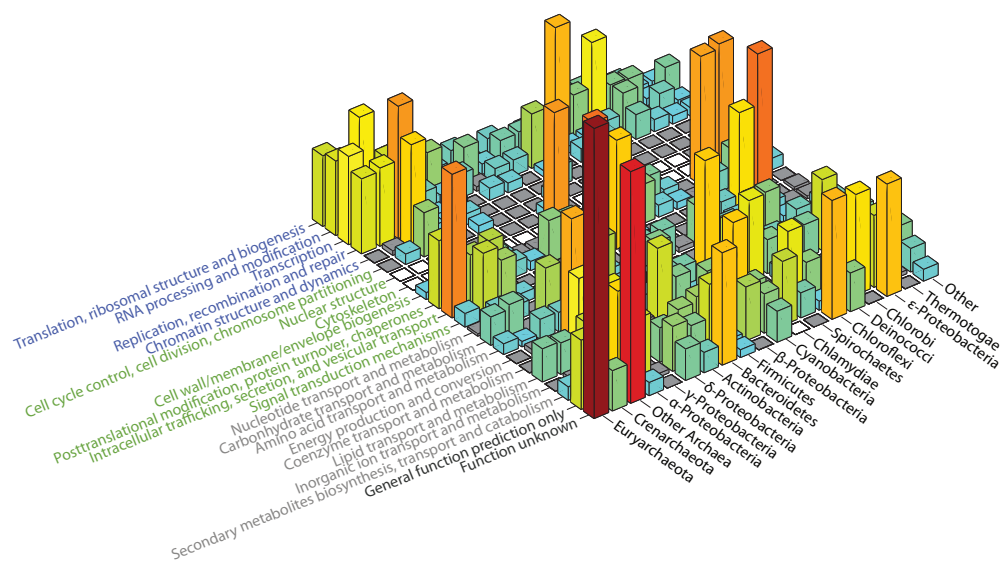 Translation, ribosomal structure and biogenesis
RNA processing and modification
Transcription
Replication, recombination and repair
Chromatin structure and dynamics
Cell cycle control, cell division, chromosome partitioning
Nuclear structure
Cytoskeleton
Cell wall/membrane/envelope biogenesis
Posttranslational modification, protein turnover, chaperones
Intracellular trafficking, secretion, and vesicular transport
Signal transduction mechanisms
Nucleotide transport and metabolism
Carbohydrate transport and metabolism
Amino acid transport and metabolism
Energy production and conversion
Coenzyme transport and metabolism
Lipid transport and metabolism
Inorganic ion transport and metabolism
Secondary metabolites biosynthesis, transport and catabolism
General function prediction only
Function unknown
Euryarchaeota
Crenarchaeota
Other Archaea
α-Proteobacteria
γ-Proteobacteria
δ-Proteobacteria
Actinobacteria
Bacteroidetes
Firmicutes
β-Proteobacteria
Cyanobacteria
Chlamydiae
Spirochaetes
Chloroflexi
Deinococci
Chlorobi
ε-Proteobacteria
Thermotogae
Other